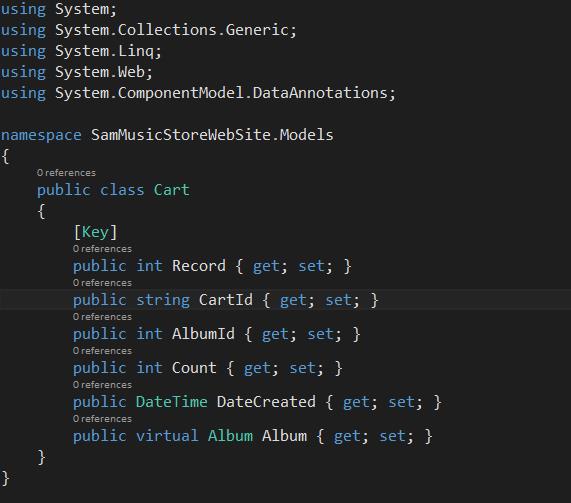 using System;
using System.Collections.Generic;
using System.Linq;
using System.Web;
using System.ComponentModel.DataAnnotations;
namespace SamMusicStoreWebSite.Models
{
0 references
public class Cart
{
[Key]
0 references
public int Record { get; set; }
0 references
public string CartId { get; set; }
0 references
public int AlbumId { get; set; }
0 references
public int Count { get; set; }
0 references
public DateTime DateCreated { get; set; }
0 references
public virtual Album Album { get; set; }
}
}